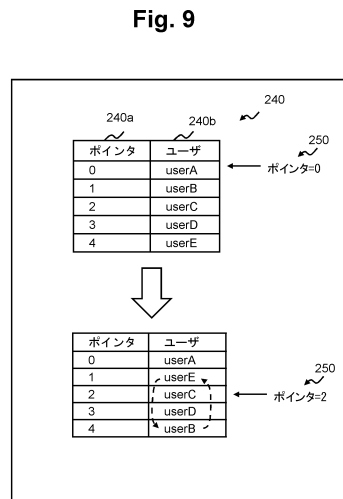 Fig. 9
240
240a 240b
250
ポインタ ユーザ
0 userA
ポインタ=0
1 userB
2 userC
3 userD
4 userE
ポインタ ユーザ
0 userA
250
1 userE
2 userC
ポインタ=2
3 userD
4 userB